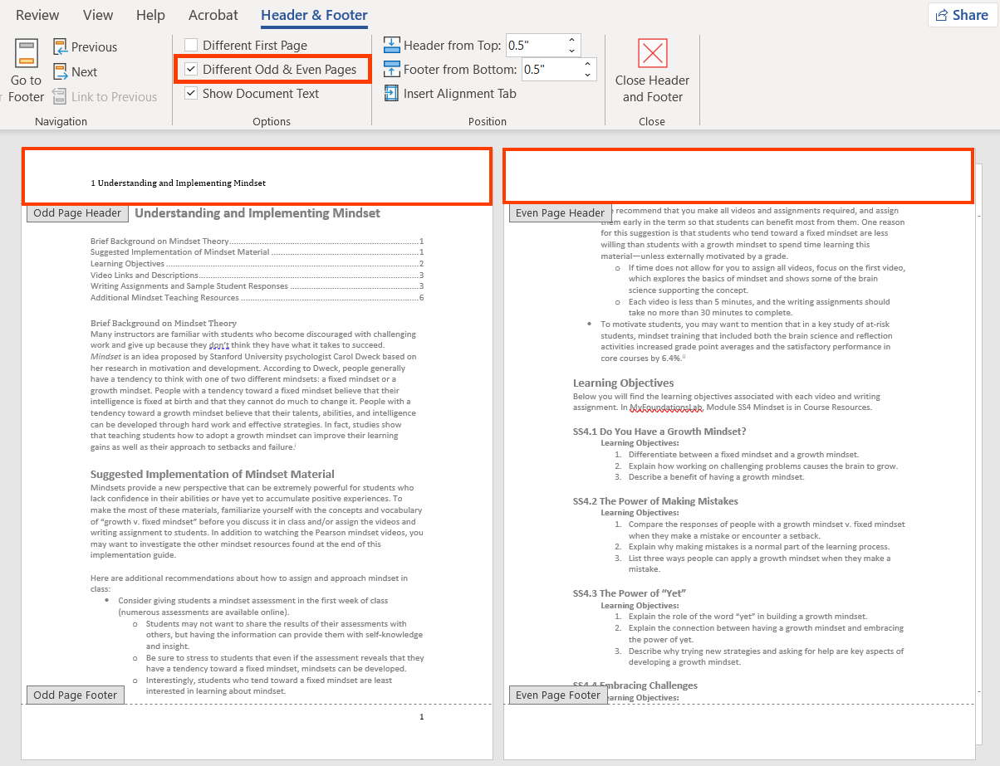 Review View Help Acrobat Header & Footer Share
Previous
Next
Link to Previous
Go to
Footer
Navigation
Different First Page
Different Odd & Even Pages
Show Document Text
Options
Header from Top: 0.5"
Footer from Bottom: 0.5"
Insert Alignment Tab
Position
Close Header
and Footer
Close
1 Understanding and Implementing Mindset
Odd Page Header
Understanding and Implementing Mindset
Brief Background on Mindset Theory....................1
Suggested Implementation of Mindset Material....................1
Learning Objectives....................2
Video Links and Descriptions....................3
Writing Assignments and Sample Student Responses....................3
Additional Mindset Teaching Resources....................6
Brief Background on Mindset Theory
Many instructors are familiar with students who become discouraged with challenging
work and give up because they don't think they have what it takes to succeed.
Mindset is an idea proposed by Stanford University psychologist Carol Dweck based on
her research in motivation and development. According to Dweck, people generally
have a tendency to think with one of two different mindsets: a fixed mindset or a
growth mindset. People with a tendency toward a fixed mindset believe that their
intelligence is fixed at birth and that they cannot do much to change it. People with a
tendency toward a growth mindset believe that their talents, abilities, and intelligence
can be developed through hard work and effective strategies. In fact, studies show
that teaching students how to adopt a growth mindset can improve their learning
gains as well as their approach to setbacks and failure.i
Suggested Implementation of Mindset Material
Mindsets provide a new perspective that can be extremely powerful for students who
lack confidence in their abilities or have yet to accumulate positive experiences. To
make the most of these materials, familiarize yourself with the concepts and vocabulary
of “growth v. fixed mindset” before you discuss it in class and/or assign the videos and
writing assignment to students. In addition to watching the Pearson mindset videos, you
may want to investigate the other mindset resources found at the end of this
implementation guide.
Here are additional recommendations about how to assign and approach mindset in
class:
• Consider giving students a mindset assessment in the first week of class
(numerous assessments are available online).
o Students may not want to share the results of their assessments with
others, but having the information can provide them with self-knowledge
and insight.
o Be sure to stress to students that even if the assessment reveals that they
have a tendency toward a fixed mindset, mindsets can be developed.
o Interestingly, students who tend toward a fixed mindset are least
interested in learning about mindset.
Odd Page Footer
1
Even Page Header
recommend that you make all videos and assignments required, and assign
them early in the term so that students can benefit most from them. One reason
for this suggestion is that students who tend toward a fixed mindset are less
willing than students with a growth mindset to spend time learning this
material—unless externally motivated by a grade.
o If time does not allow for you to assign all videos, focus on the first video,
which explores the basics of mindset and shows some of the brain
science supporting the concept.
o Each video is less than 5 minutes, and the writing assignments should
take no more than 30 minutes to complete.
• To motivate students, you may want to mention that in a key study of at-risk
students, mindset training that included both the brain science and reflection
activities increased grade point averages and the satisfactory performance in
core courses by 6.4%.ii
Learning Objectives
Below you will find the learning objectives associated with each video and writing
assignment. In MyFoundationsLab, Module SS4 Mindset is in Course Resources.
SS4.1 Do You Have a Growth Mindset?
Learning Objectives:
1. Differentiate between a fixed mindset and a growth mindset.
2. Explain how working on challenging problems causes the brain to grow.
3. Describe a benefit of having a growth mindset.
SS4.2 The Power of Making Mistakes
Learning Objectives:
1. Compare the responses of people with a growth mindset v. fixed mindset
when they make a mistake or encounter a setback.
2. Explain why making mistakes is a normal part of the learning process.
3. List three ways people can apply a growth mindset when they make a
mistake.
SS4.3 The Power of “Yet”
Learning Objectives:
1. Explain the role of the word “yet” in building a growth mindset.
2. Explain the connection between having a growth mindset and embracing
the power of yet.
3. Describe why trying new strategies and asking for help are key aspects of
developing a growth mindset.
SS4.4 Embracing Challenges
Even Page Footer
Learning Objectives: